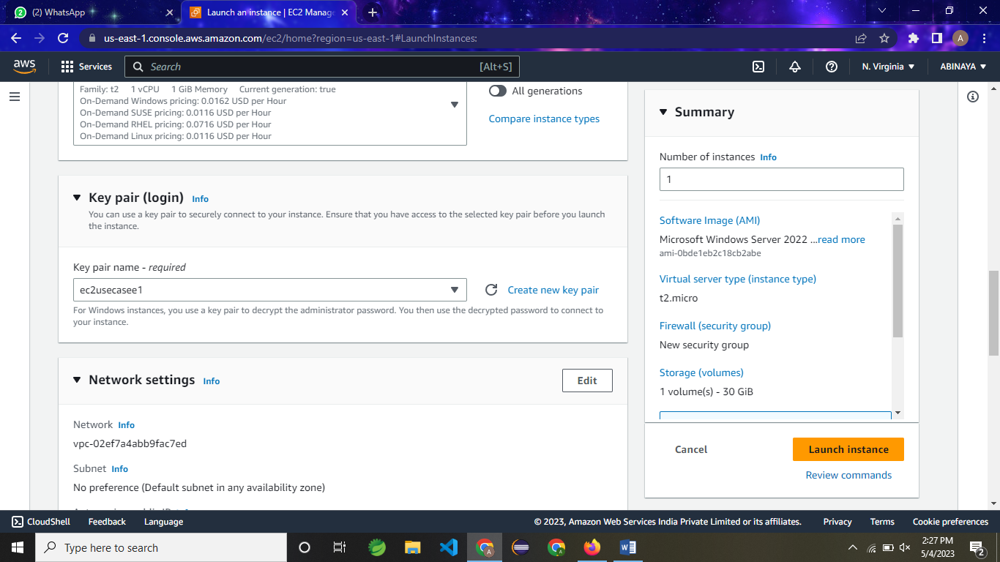 (2) WhatsApp
Launch an instance | EC2 Manage
us-east-1.console.aws.amazon.com/ec2/home?region=us-east-1#LaunchInstances:
A
aws
Services
Search
[Alt+S]
N. Virginia
ABINAYA
Family: t2 1 vCPU 1 GiB Memory Current generation: true
On-Demand Windows pricing: 0.0162 USD per Hour
On-Demand SUSE pricing: 0.0116 USD per Hour
On-Demand RHEL pricing: 0.0716 USD per Hour
On-Demand Linux pricing: 0.0116 USD per Hour
All generations
Compare instance types
Key pair (login) Info
You can use a key pair to securely connect to your instance. Ensure that you have access to the selected key pair before you launch
the instance.
Key pair name - required
ec2usecasee1
Create new key pair
For Windows instances, you use a key pair to decrypt the administrator password. You then use the decrypted password to connect to
your instance.
Network settings Info
Edit
Network Info
vpc-02ef7a4abb9fac7ed
Subnet Info
No preference (Default subnet in any availability zone)
Summary
Number of instances Info
1
Software Image (AMI)
Microsoft Windows Server 2022 ...read more
ami-0bde1eb2c18cb2abe
Virtual server type (instance type)
t2.micro
Firewall (security group)
New security group
Storage (volumes)
1 volume(s) - 30 GiB
Cancel
Launch instance
Review commands
CloudShell
Feedback
Language
© 2023, Amazon Web Services India Private Limited or its affiliates.
Privacy
Terms
Cookie preferences
Type here to search
2:27 PM
5/4/2023
2